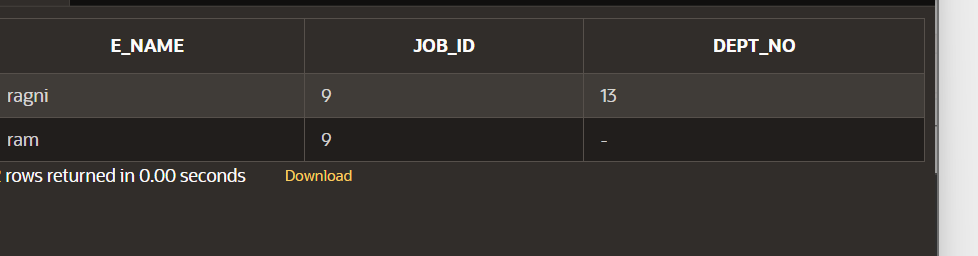 E_NAME JOB_ID DEPT_NO
ragni 9 13
ram 9 -
rows returned in 0.00 seconds Download